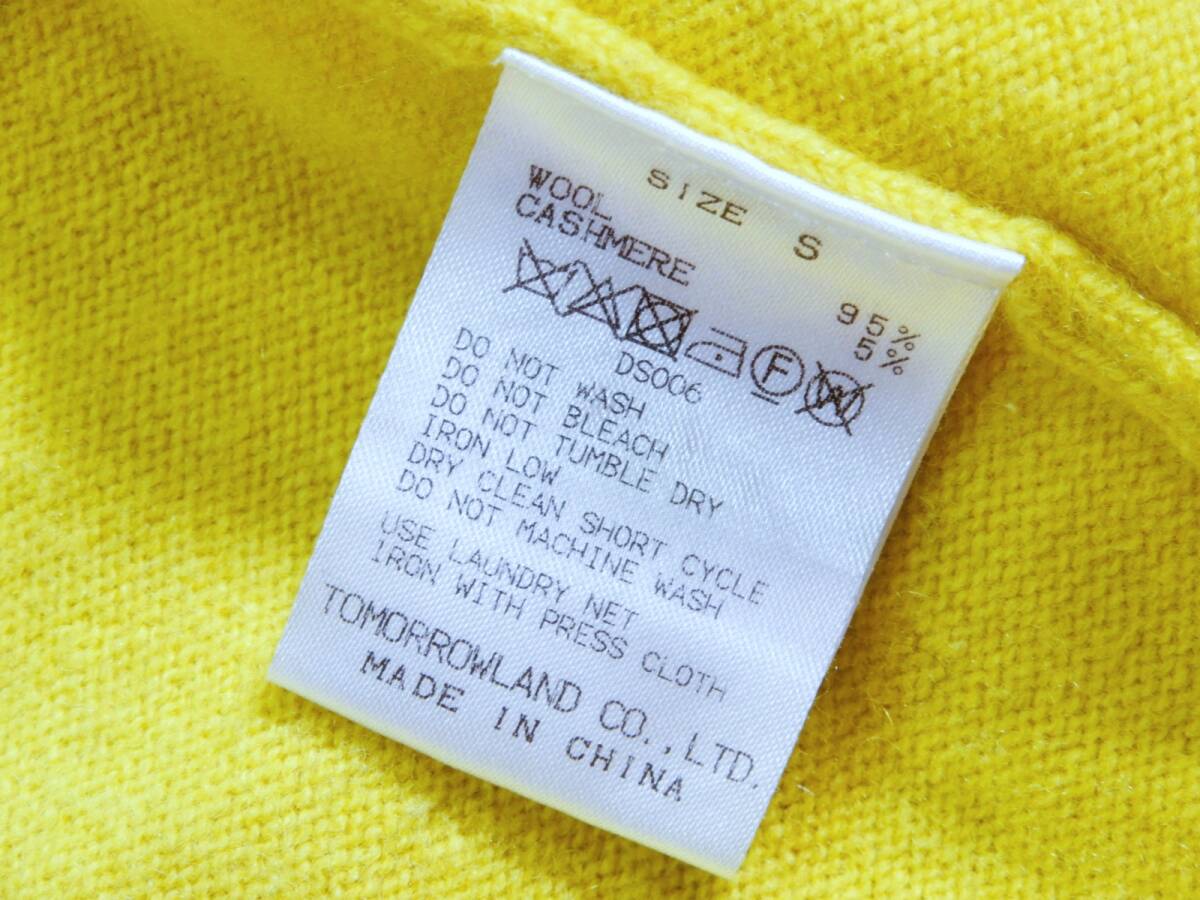 SIZE S
WOOL 95%
CASHMERE 5%
F W
DS006
DO NOT WASH
DO NOT BLEACH
DO NOT TUMBLE DRY
IRON LOW
DRY CLEAN SHORT CYCLE
DO NOT MACHINE WASH
USE LAUNDRY NET
IRON WITH PRESS CLOTH
TOMORROWLAND CO.,LTD.
MADE IN CHINA